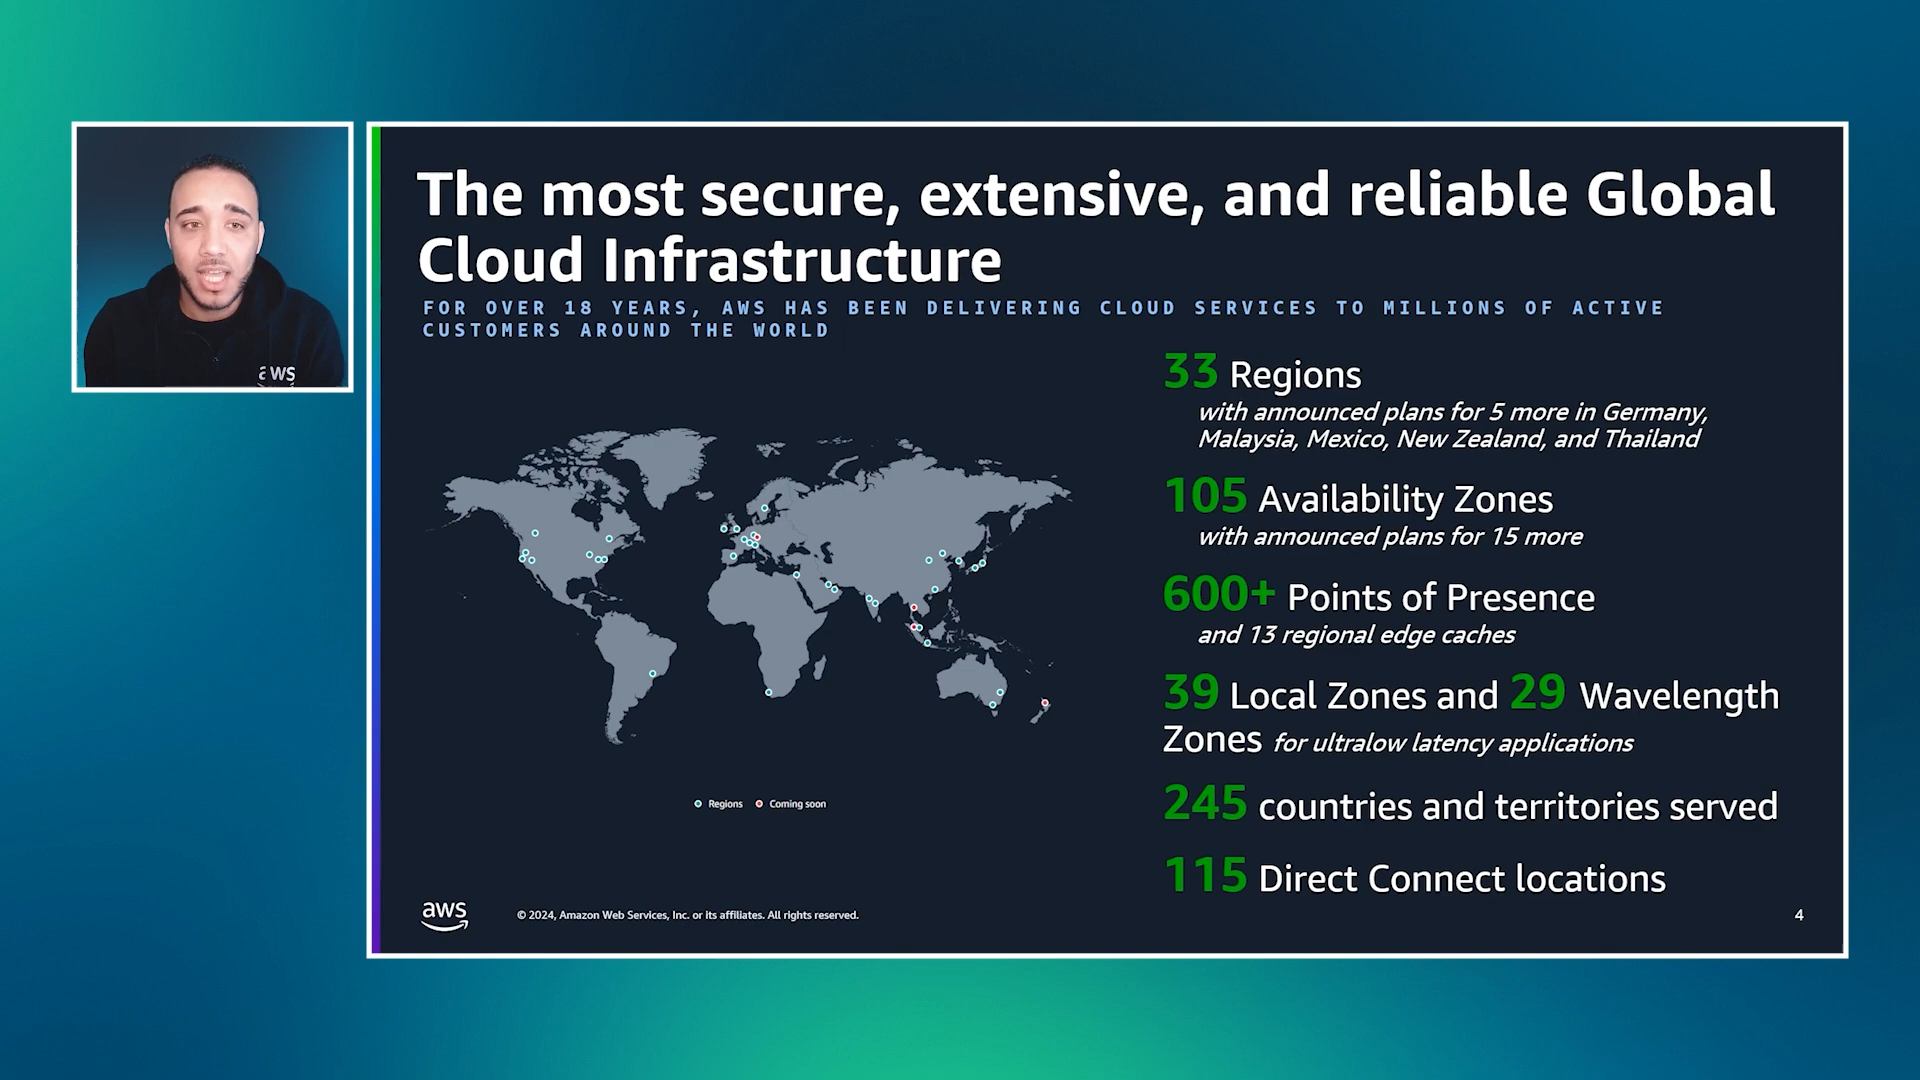 aws
The most secure, extensive, and reliable Global
Cloud Infrastructure
FOR OVER 18 YEARS, AWS HAS BEEN DELIVERING CLOUD SERVICES TO MILLIONS OF ACTIVE
CUSTOMERS AROUND THE WORLD
33 Regions
with announced plans for 5 more in Germany,
Malaysia, Mexico, New Zealand, and Thailand
105 Availability Zones
with announced plans for 15 more
600+ Points of Presence
and 13 regional edge caches
39 Local Zones and 29 Wavelength
Zones for ultralow latency applications
245 countries and territories served
115 Direct Connect locations
Regions Coming soon
aws
© 2024, Amazon Web Services, Inc. or its affiliates. All rights reserved.
4